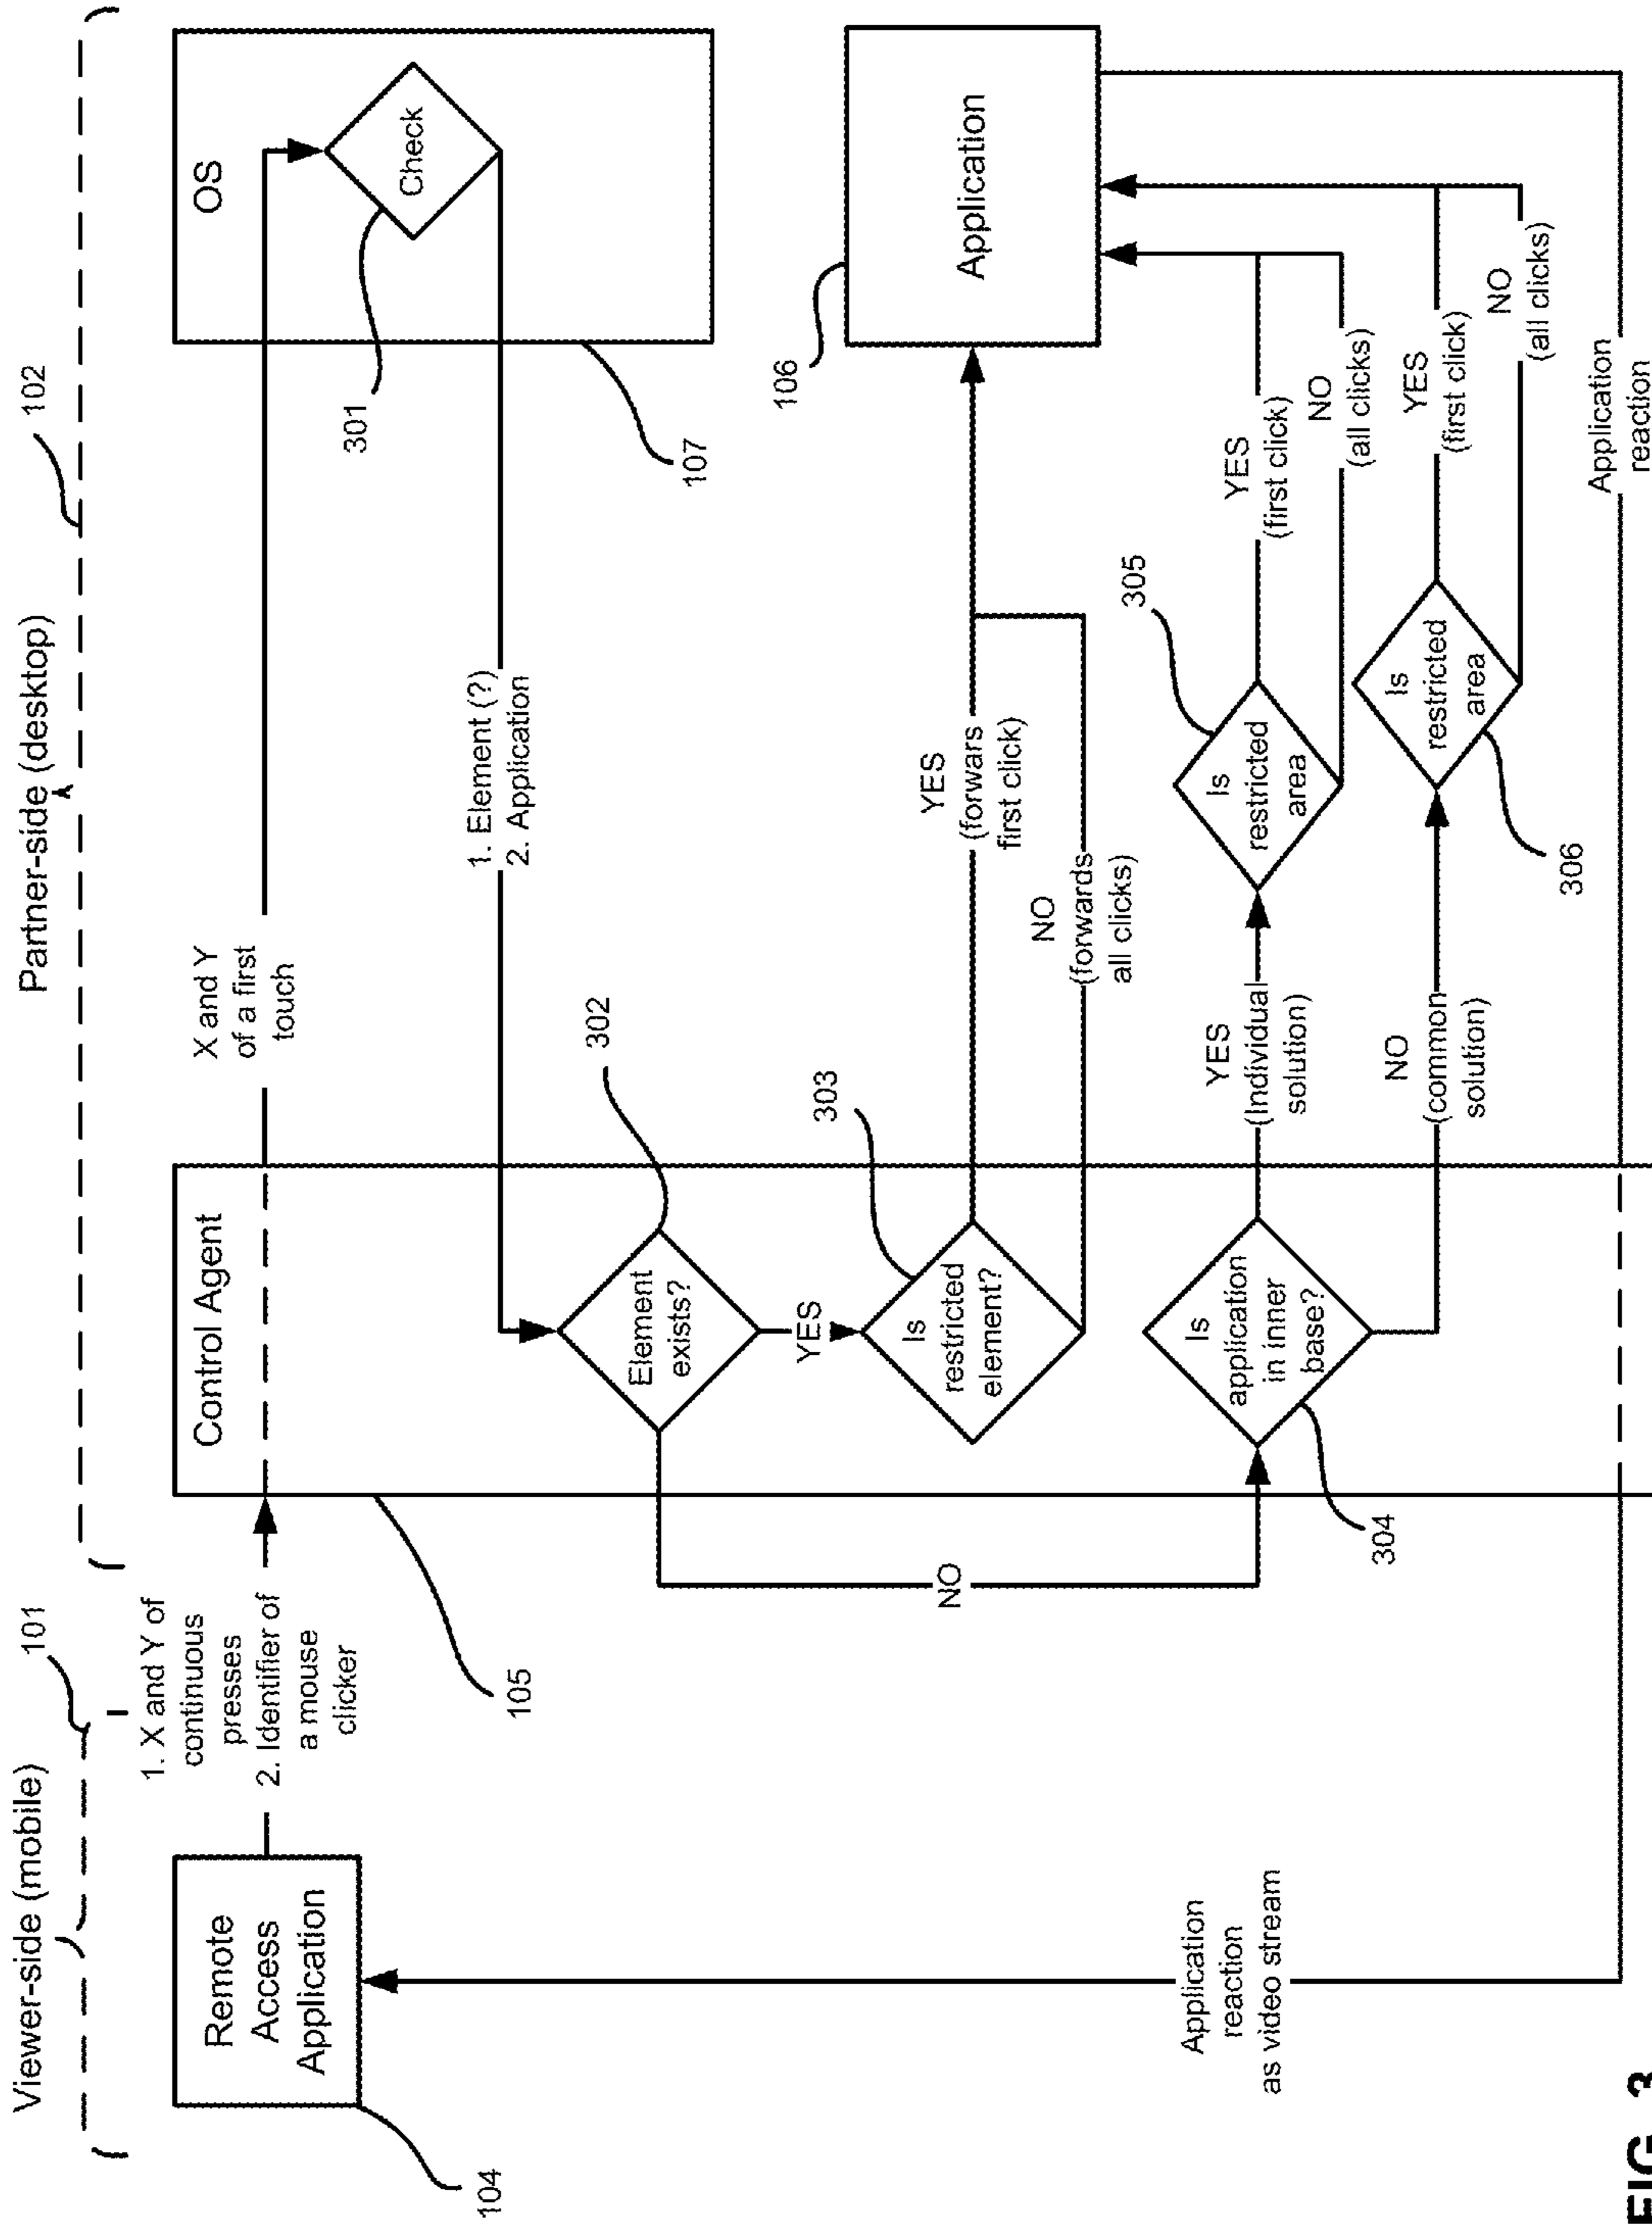 Viewer-side (mobile)
101
Partner-side (desktop)
102
Remote
Access
Application
104
1. X and Y of
continuous
presses
2. Identifier of
a mouse
clicker
Control Agent
105
X and Y
of a first
touch
OS
Check
301
107
1. Element (?)
2. Application
Element
exists?
302
YES
NO
Is
restricted
element?
303
YES
(forwars
first click)
NO
(forwards
all clicks)
Application
106
Is
application
in inner
base?
304
YES
(Individual
solution)
NO
(common
solution)
Is
restricted
area
305
YES
(first click)
NO
(all clicks)
Is
restricted
area
306
YES
(first click)
NO
(all clicks)
Application
reaction
Application
reaction
as video stream
FIG. 3